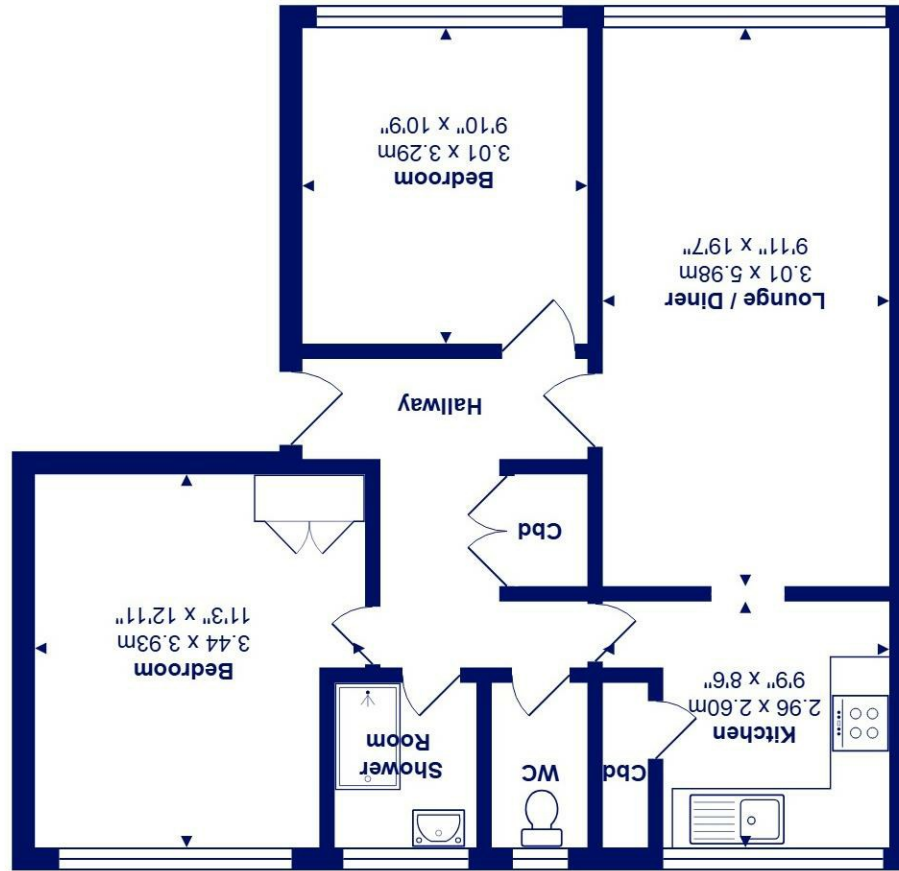 Kitchen
2.96 x 2.60m
9'9" x 8'6"
Cbd
WC
Shower
Room
Bedroom
3.44 x 3.93m
11'3" x 12'11"
Cbd
Hallway
Lounge / Diner
3.01 x 5.98m
9'11" x 19'7"
Bedroom
3.01 x 3.29m
9'10" x 10'9"